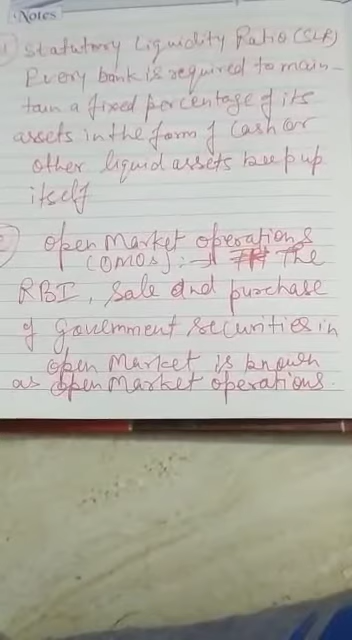 Notes
1 Statutory Liquidity Ratio (SLR)
Every bank is required to main-
tain a fixed percentage of its
assets in the form of cash or
other liquid assets keep up
itself
2 Open Market operations
(OMOs) :→ The
RBI, sale and purchase
of government securities in
open Market is known
as open Market operations.